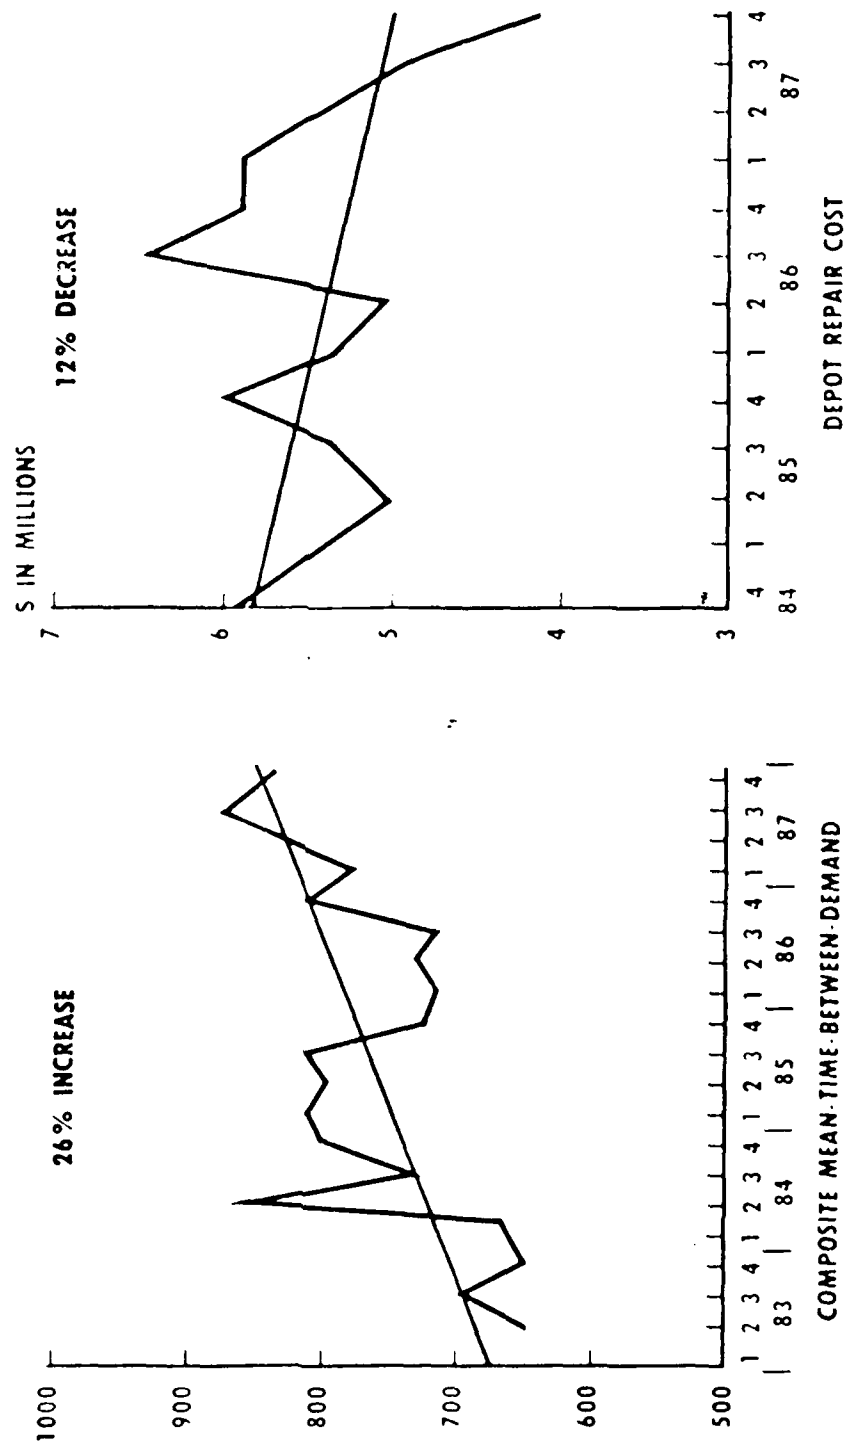 26% INCREASE
1000
900
800
700
600
500
1 2 3 4 1 2 3 4 1 2 3 4 1 2 3 4 1 2 3 4
83 84 85 86 87
COMPOSITE MEAN-TIME-BETWEEN-DEMAND
S IN MILLIONS
12% DECREASE
7
6
5
4
3
4 1 2 3 4 1 2 3 4 1 2 3 4
84 85 86 87
DEPOT REPAIR COST